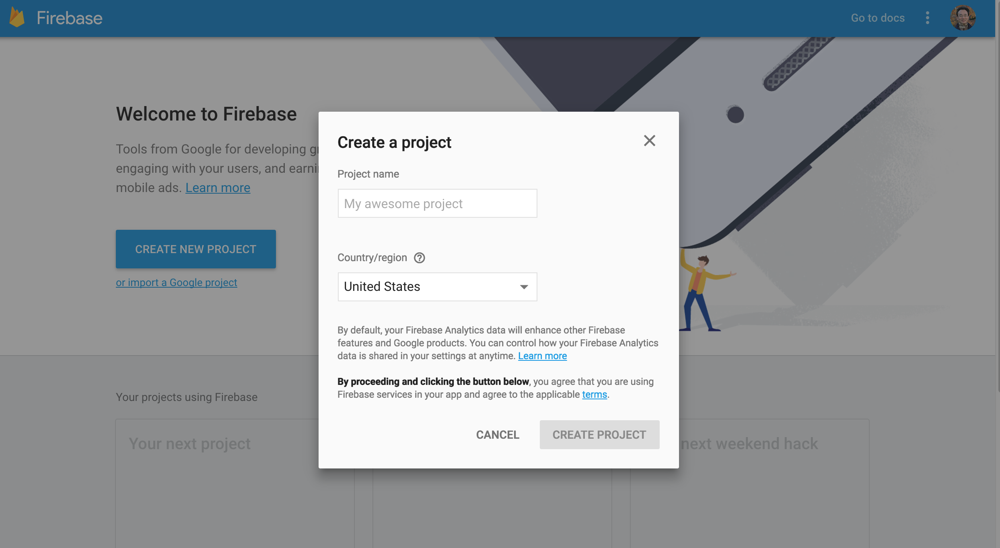 Firebase
Go to docs
Welcome to Firebase
Tools from Google for developing
engaging with your users, and
mobile ads. Learn more
CREATE NEW PROJECT
or import a Google project
Create a project
Project name
My awesome project
Country/region
United States
By default, your Firebase Analytics data will enhance other Firebase
features and Google products. You can control how your Firebase Analytics
data is shared in your settings at anytime. Learn more
By proceeding and clicking the button below, you agree that you are using
Firebase services in your app and agree to the applicable terms.
CANCEL
CREATE PROJECT
Your projects using Firebase
Your next project
next weekend hack